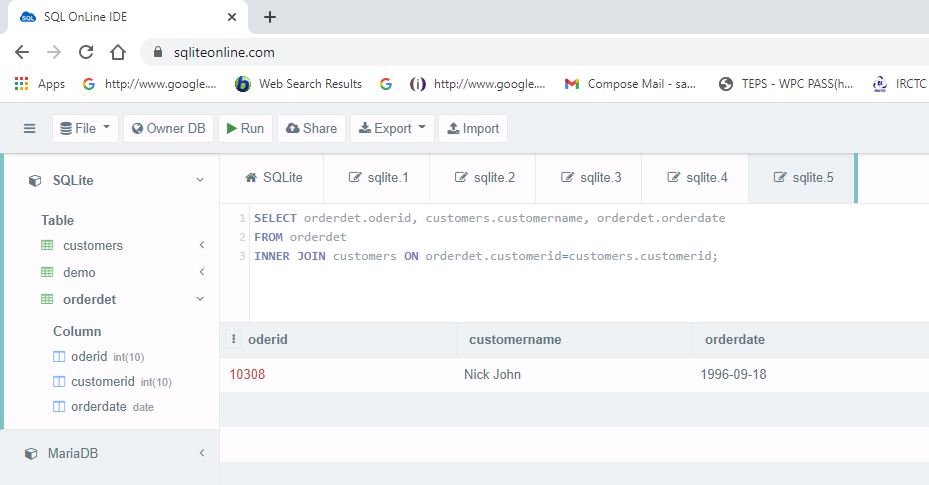 SQL OnLine IDE
sqliteonline.com
Apps http://www.google.... Web Search Results http://www.google.... Compose Mail - sa... TEPS - WPC PASS(h... IRCTC
File Owner DB Run Share Export Import
SQLite
SQLite sqlite.1 sqlite.2 sqlite.3 sqlite.4 sqlite.5
Table
customers
demo
orderdet
Column
oderid int(10)
customerid int(10)
orderdate date
MariaDB
1 SELECT orderdet.oderid, customers.customername, orderdet.orderdate
2 FROM orderdet
3 INNER JOIN customers ON orderdet.customerid=customers.customerid;
oderid customername orderdate
10308 Nick John 1996-09-18